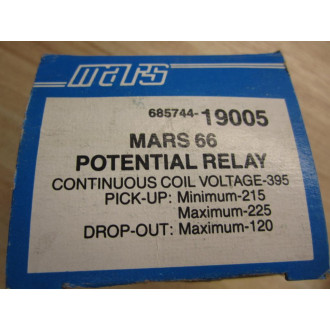 mars
685744-19005
MARS 66
POTENTIAL RELAY
CONTINUOUS COIL VOLTAGE-395
PICK-UP: Minimum-215
Maximum-225
DROP-OUT: Maximum-120